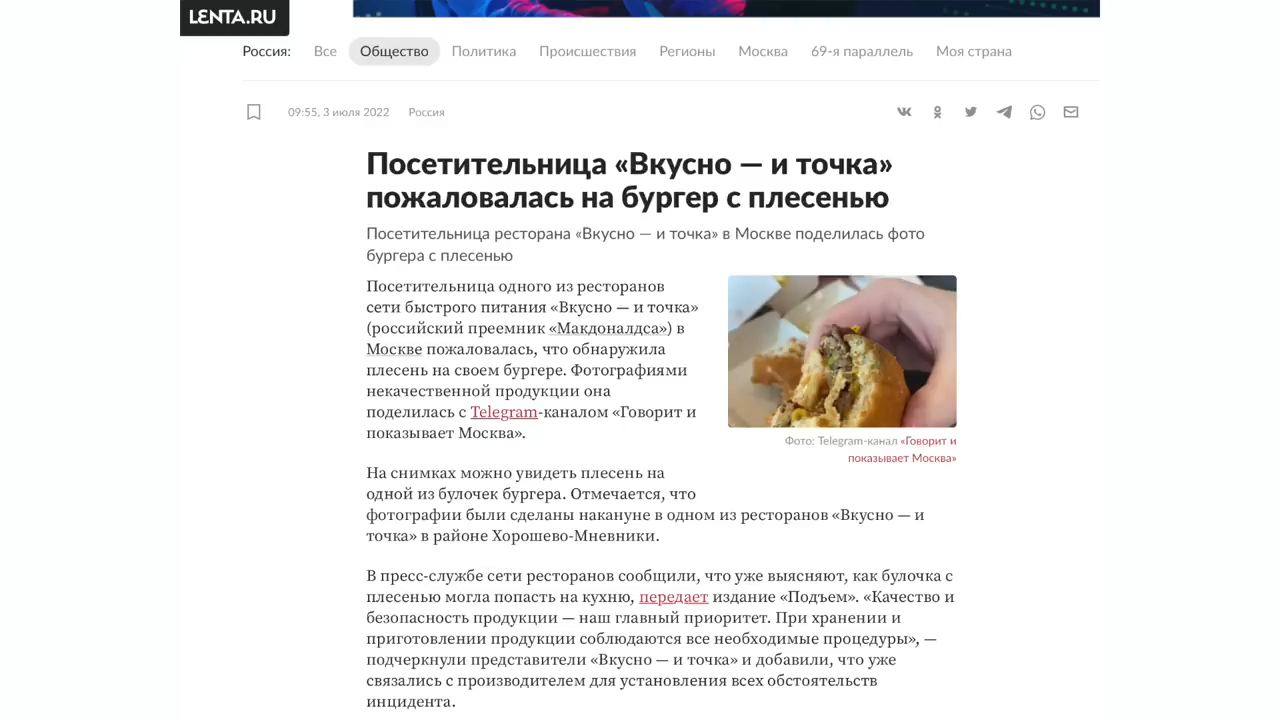 LENTA.RU
Россия: Все Общество Политика Происшествия Регионы Москва 69-я параллель Моя страна
09:55, 3 июля 2022 Россия
Посетительница «Вкусно — и точка»
пожаловалась на бургер с плесенью
Посетительница ресторана «Вкусно — и точка» в Москве поделилась фото
бургера с плесенью
Посетительница одного из ресторанов
сети быстрого питания «Вкусно — и точка»
(российский преемник «Макдоналдса») в
Москве пожаловалась, что обнаружила
плесень на своем бургере. Фотографиями
некачественной продукции она
поделилась с Telegram-каналом «Говорит и
показывает Москва».
Фото: Telegram-канал «Говорит и
показывает Москва»
На снимках можно увидеть плесень на
одной из булочек бургера. Отмечается, что
фотографии были сделаны накануне в одном из ресторанов «Вкусно — и
точка» в районе Хорошево-Мневники.
В пресс-службе сети ресторанов сообщили, что уже выясняют, как булочка с
плесенью могла попасть на кухню, передает издание «Подъем». «Качество и
безопасность продукции — наш главный приоритет. При хранении и
приготовлении продукции соблюдаются все необходимые процедуры», —
подчеркнули представители «Вкусно — и точка» и добавили, что уже
связались с производителем для установления всех обстоятельств
инцидента.